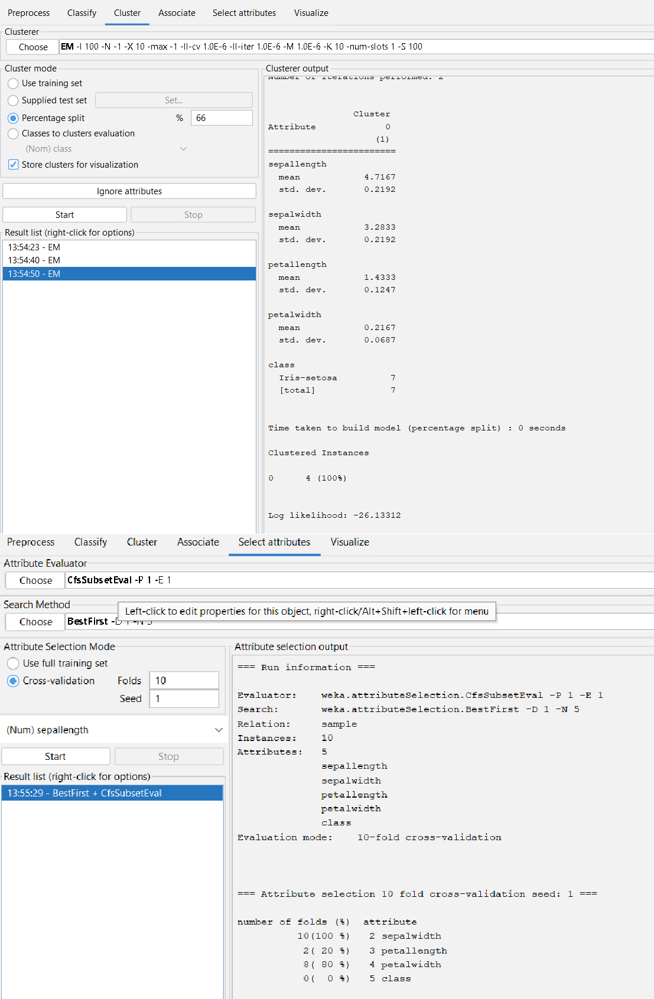 Preprocess Classify Cluster Associate Select attributes Visualize
Clusterer
Choose EM -I 100 -N -1 -X 10 -max -1 -ll-cv 1.0E-6 -ll-iter 1.0E-6 -M 1.0E-6 -K 10 -num-slots 1 -S 100
Cluster mode
Use training set
Supplied test set Set...
Percentage split % 66
Classes to clusters evaluation
(Nom) class
Store clusters for visualization
Ignore attributes
Start Stop
Result list (right-click for options)
13:54:23 - EM
13:54:40 - EM
13:54:50 - EM
Clusterer output
Number of iterations performed: 2
Cluster
Attribute 0
(1)
========================
sepallength
mean 4.7167
std. dev. 0.2192
sepalwidth
mean 3.2833
std. dev. 0.2192
petallength
mean 1.4333
std. dev. 0.1247
petalwidth
mean 0.2167
std. dev. 0.0687
class
Iris-setosa 7
[total] 7
Time taken to build model (percentage split) : 0 seconds
Clustered Instances
0 4 (100%)
Log likelihood: -26.13312
Preprocess Classify Cluster Associate Select attributes Visualize
Attribute Evaluator
Choose CfsSubsetEval -P 1 -E 1
Search Method
Left-click to edit properties for this object, right-click/Alt+Shift+left-click for menu
Choose BestFirst -D 1 -N 5
Attribute Selection Mode
Use full training set
Cross-validation Folds 10
Seed 1
(Num) sepallength
Start Stop
Result list (right-click for options)
13:55:29 - BestFirst + CfsSubsetEval
Attribute selection output
=== Run information ===
Evaluator: weka.attributeSelection.CfsSubsetEval -P 1 -E 1
Search: weka.attributeSelection.BestFirst -D 1 -N 5
Relation: sample
Instances: 10
Attributes: 5
sepallength
sepalwidth
petallength
petalwidth
class
Evaluation mode: 10-fold cross-validation
=== Attribute selection 10 fold cross-validation seed: 1 ===
number of folds (%) attribute
10(100 %) 2 sepalwidth
2( 20 %) 3 petallength
8( 80 %) 4 petalwidth
0( 0 %) 5 class